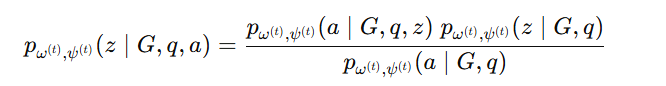 p_{ω^{(t)},ψ^{(t)}}(z | G, q, a) = \frac{p_{ω^{(t)},ψ^{(t)}}(a | G, q, z) p_{ω^{(t)},ψ^{(t)}}(z | G, q)}{p_{ω^{(t)},ψ^{(t)}}(a | G, q)}